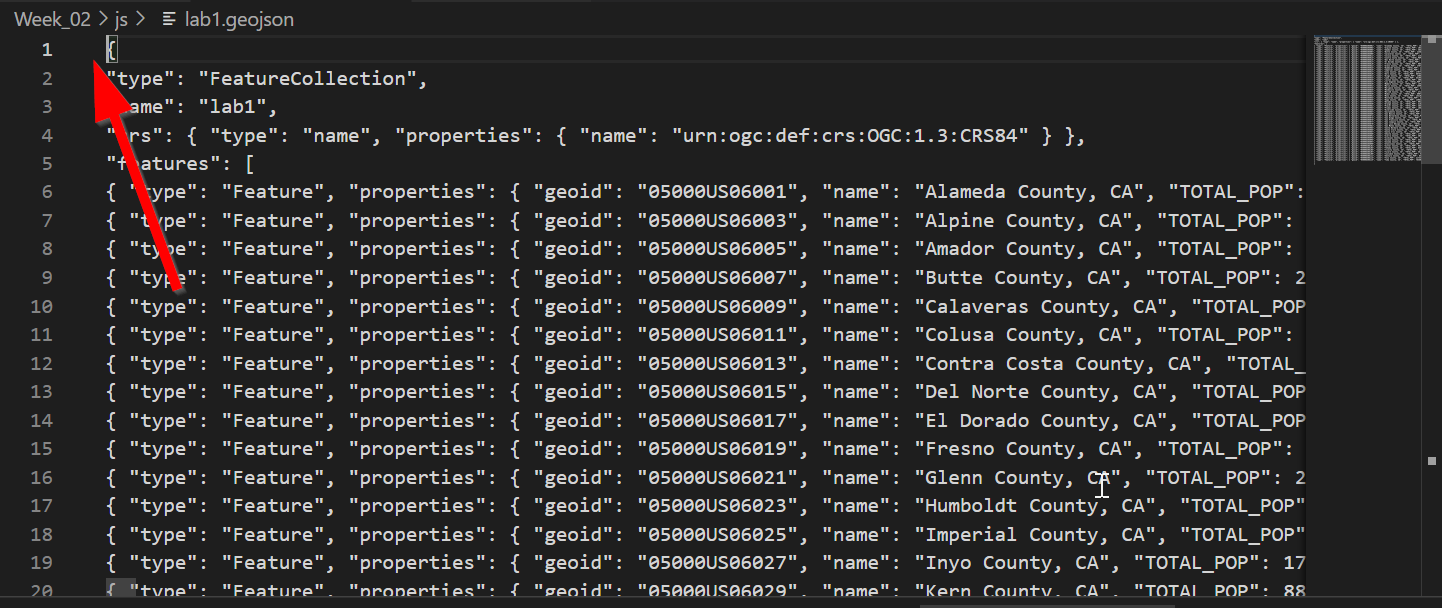 Week_02 > js > lab1.geojson
1 {
2 "type": "FeatureCollection",
3 "name": "lab1",
4 "crs": { "type": "name", "properties": { "name": "urn:ogc:def:crs:OGC:1.3:CRS84" } },
5 "features": [
6 { "type": "Feature", "properties": { "geoid": "05000US06001", "name": "Alameda County, CA", "TOTAL_POP":
7 { "type": "Feature", "properties": { "geoid": "05000US06003", "name": "Alpine County, CA", "TOTAL_POP":
8 { "type": "Feature", "properties": { "geoid": "05000US06005", "name": "Amador County, CA", "TOTAL_POP":
9 { "type": "Feature", "properties": { "geoid": "05000US06007", "name": "Butte County, CA", "TOTAL_POP": 2
10 { "type": "Feature", "properties": { "geoid": "05000US06009", "name": "Calaveras County, CA", "TOTAL_POP
11 { "type": "Feature", "properties": { "geoid": "05000US06011", "name": "Colusa County, CA", "TOTAL_POP":
12 { "type": "Feature", "properties": { "geoid": "05000US06013", "name": "Contra Costa County, CA", "TOTAL_
13 { "type": "Feature", "properties": { "geoid": "05000US06015", "name": "Del Norte County, CA", "TOTAL_POP
14 { "type": "Feature", "properties": { "geoid": "05000US06017", "name": "El Dorado County, CA", "TOTAL_POP
15 { "type": "Feature", "properties": { "geoid": "05000US06019", "name": "Fresno County, CA", "TOTAL_POP":
16 { "type": "Feature", "properties": { "geoid": "05000US06021", "name": "Glenn County, CA", "TOTAL_POP": 2
17 { "type": "Feature", "properties": { "geoid": "05000US06023", "name": "Humboldt County, CA", "TOTAL_POP"
18 { "type": "Feature", "properties": { "geoid": "05000US06025", "name": "Imperial County, CA", "TOTAL_POP"
19 { "type": "Feature", "properties": { "geoid": "05000US06027", "name": "Inyo County, CA", "TOTAL_POP": 17
20 { "type": "Feature", "properties": { "geoid": "05000US06029", "name": "Kern County, CA", "TOTAL_POP": 88